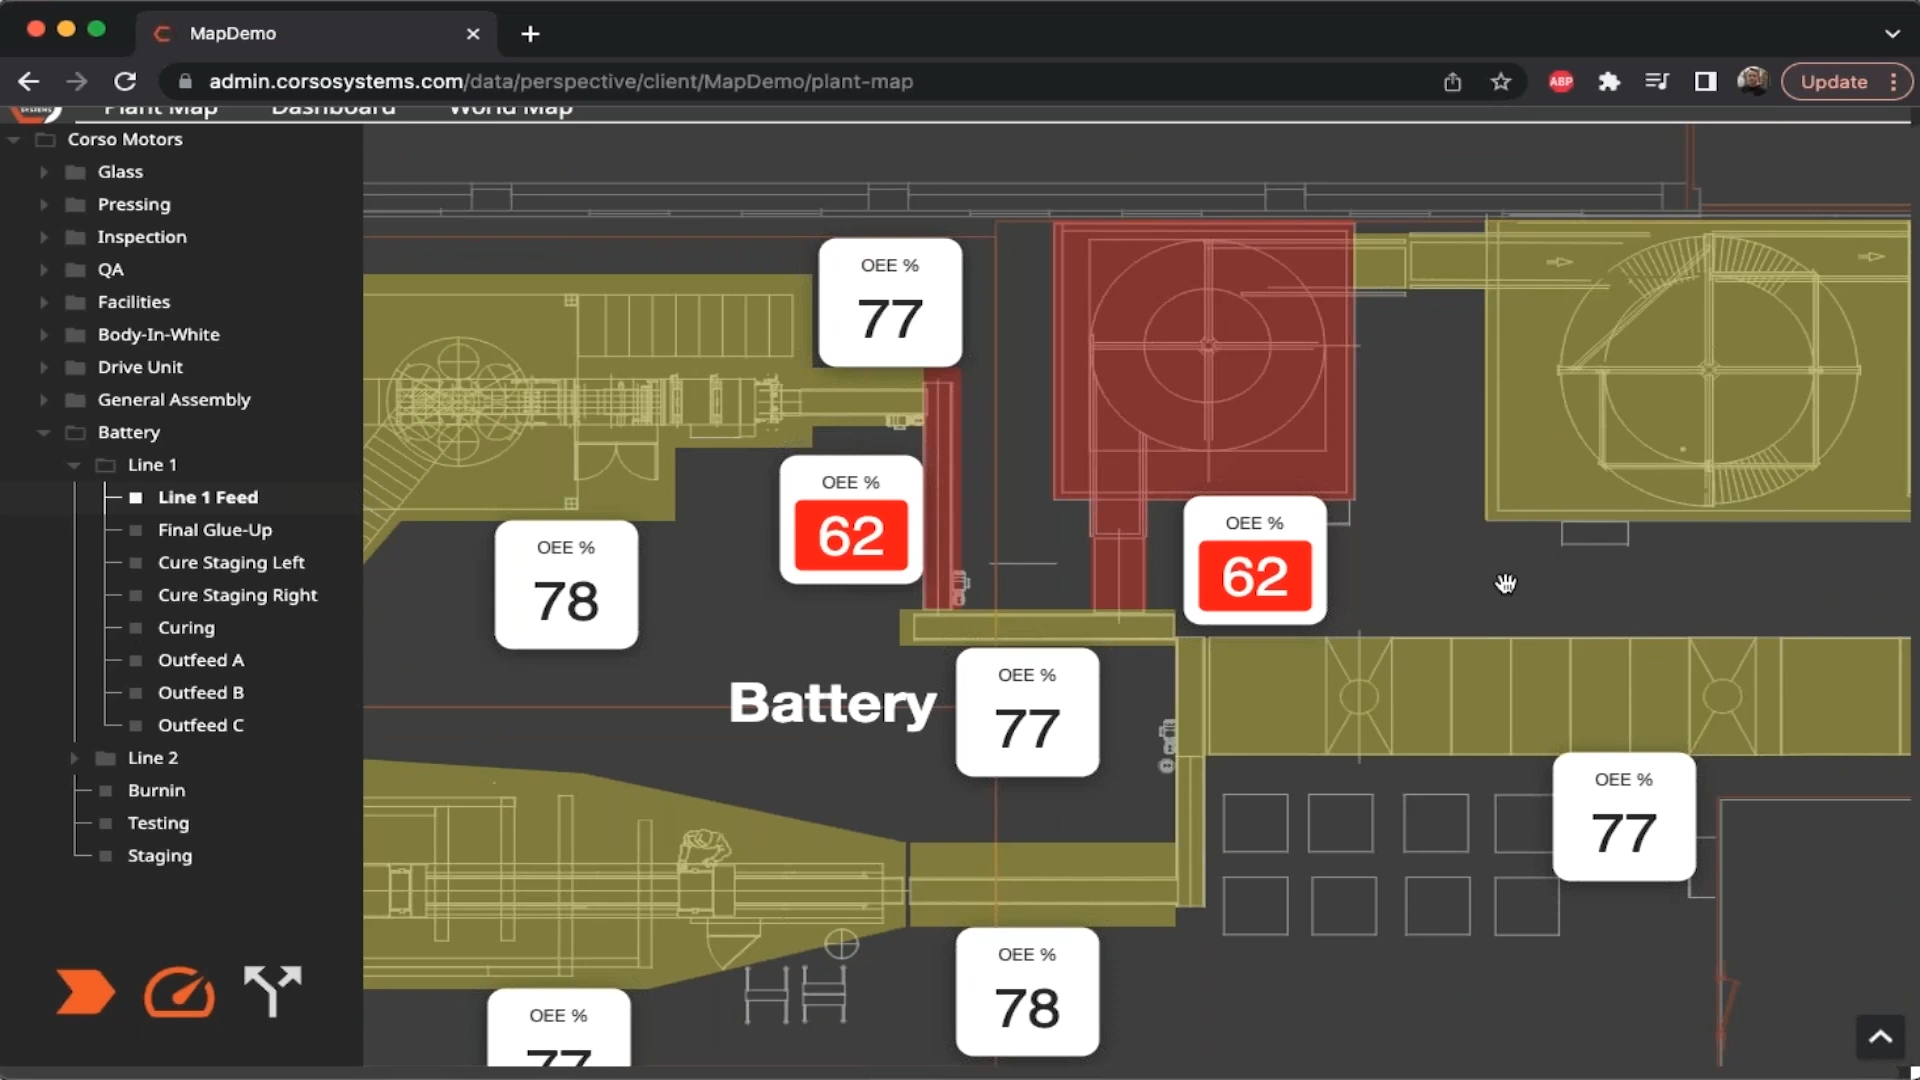 MapDemo
admin.corsosystems.com/data/perspective/client/MapDemo/plant-map
ABP
Update
Plant Map Dashboard World Map
Corso Motors
Glass
Pressing
Inspection
QA
Facilities
Body-In-White
Drive Unit
General Assembly
Battery
Line 1
Line 1 Feed
Final Glue-Up
Cure Staging Left
Cure Staging Right
Curing
Outfeed A
Outfeed B
Outfeed C
Line 2
Burnin
Testing
Staging
OEE %
77
OEE %
62
OEE %
62
OEE %
78
Battery
OEE %
77
OEE %
77
OEE %
78
OEE %
77